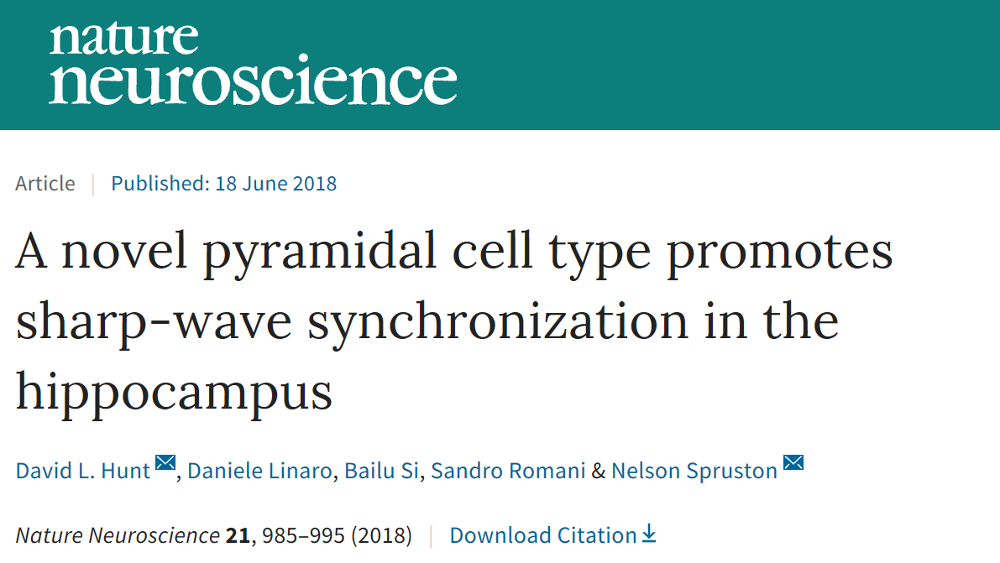 nature
neuroscience
Article | Published: 18 June 2018
A novel pyramidal cell type promotes
sharp-wave synchronization in the
hippocampus
David L. Hunt, Daniele Linaro, Bailu Si, Sandro Romani & Nelson Spruston
Nature Neuroscience 21, 985–995 (2018) | Download Citation